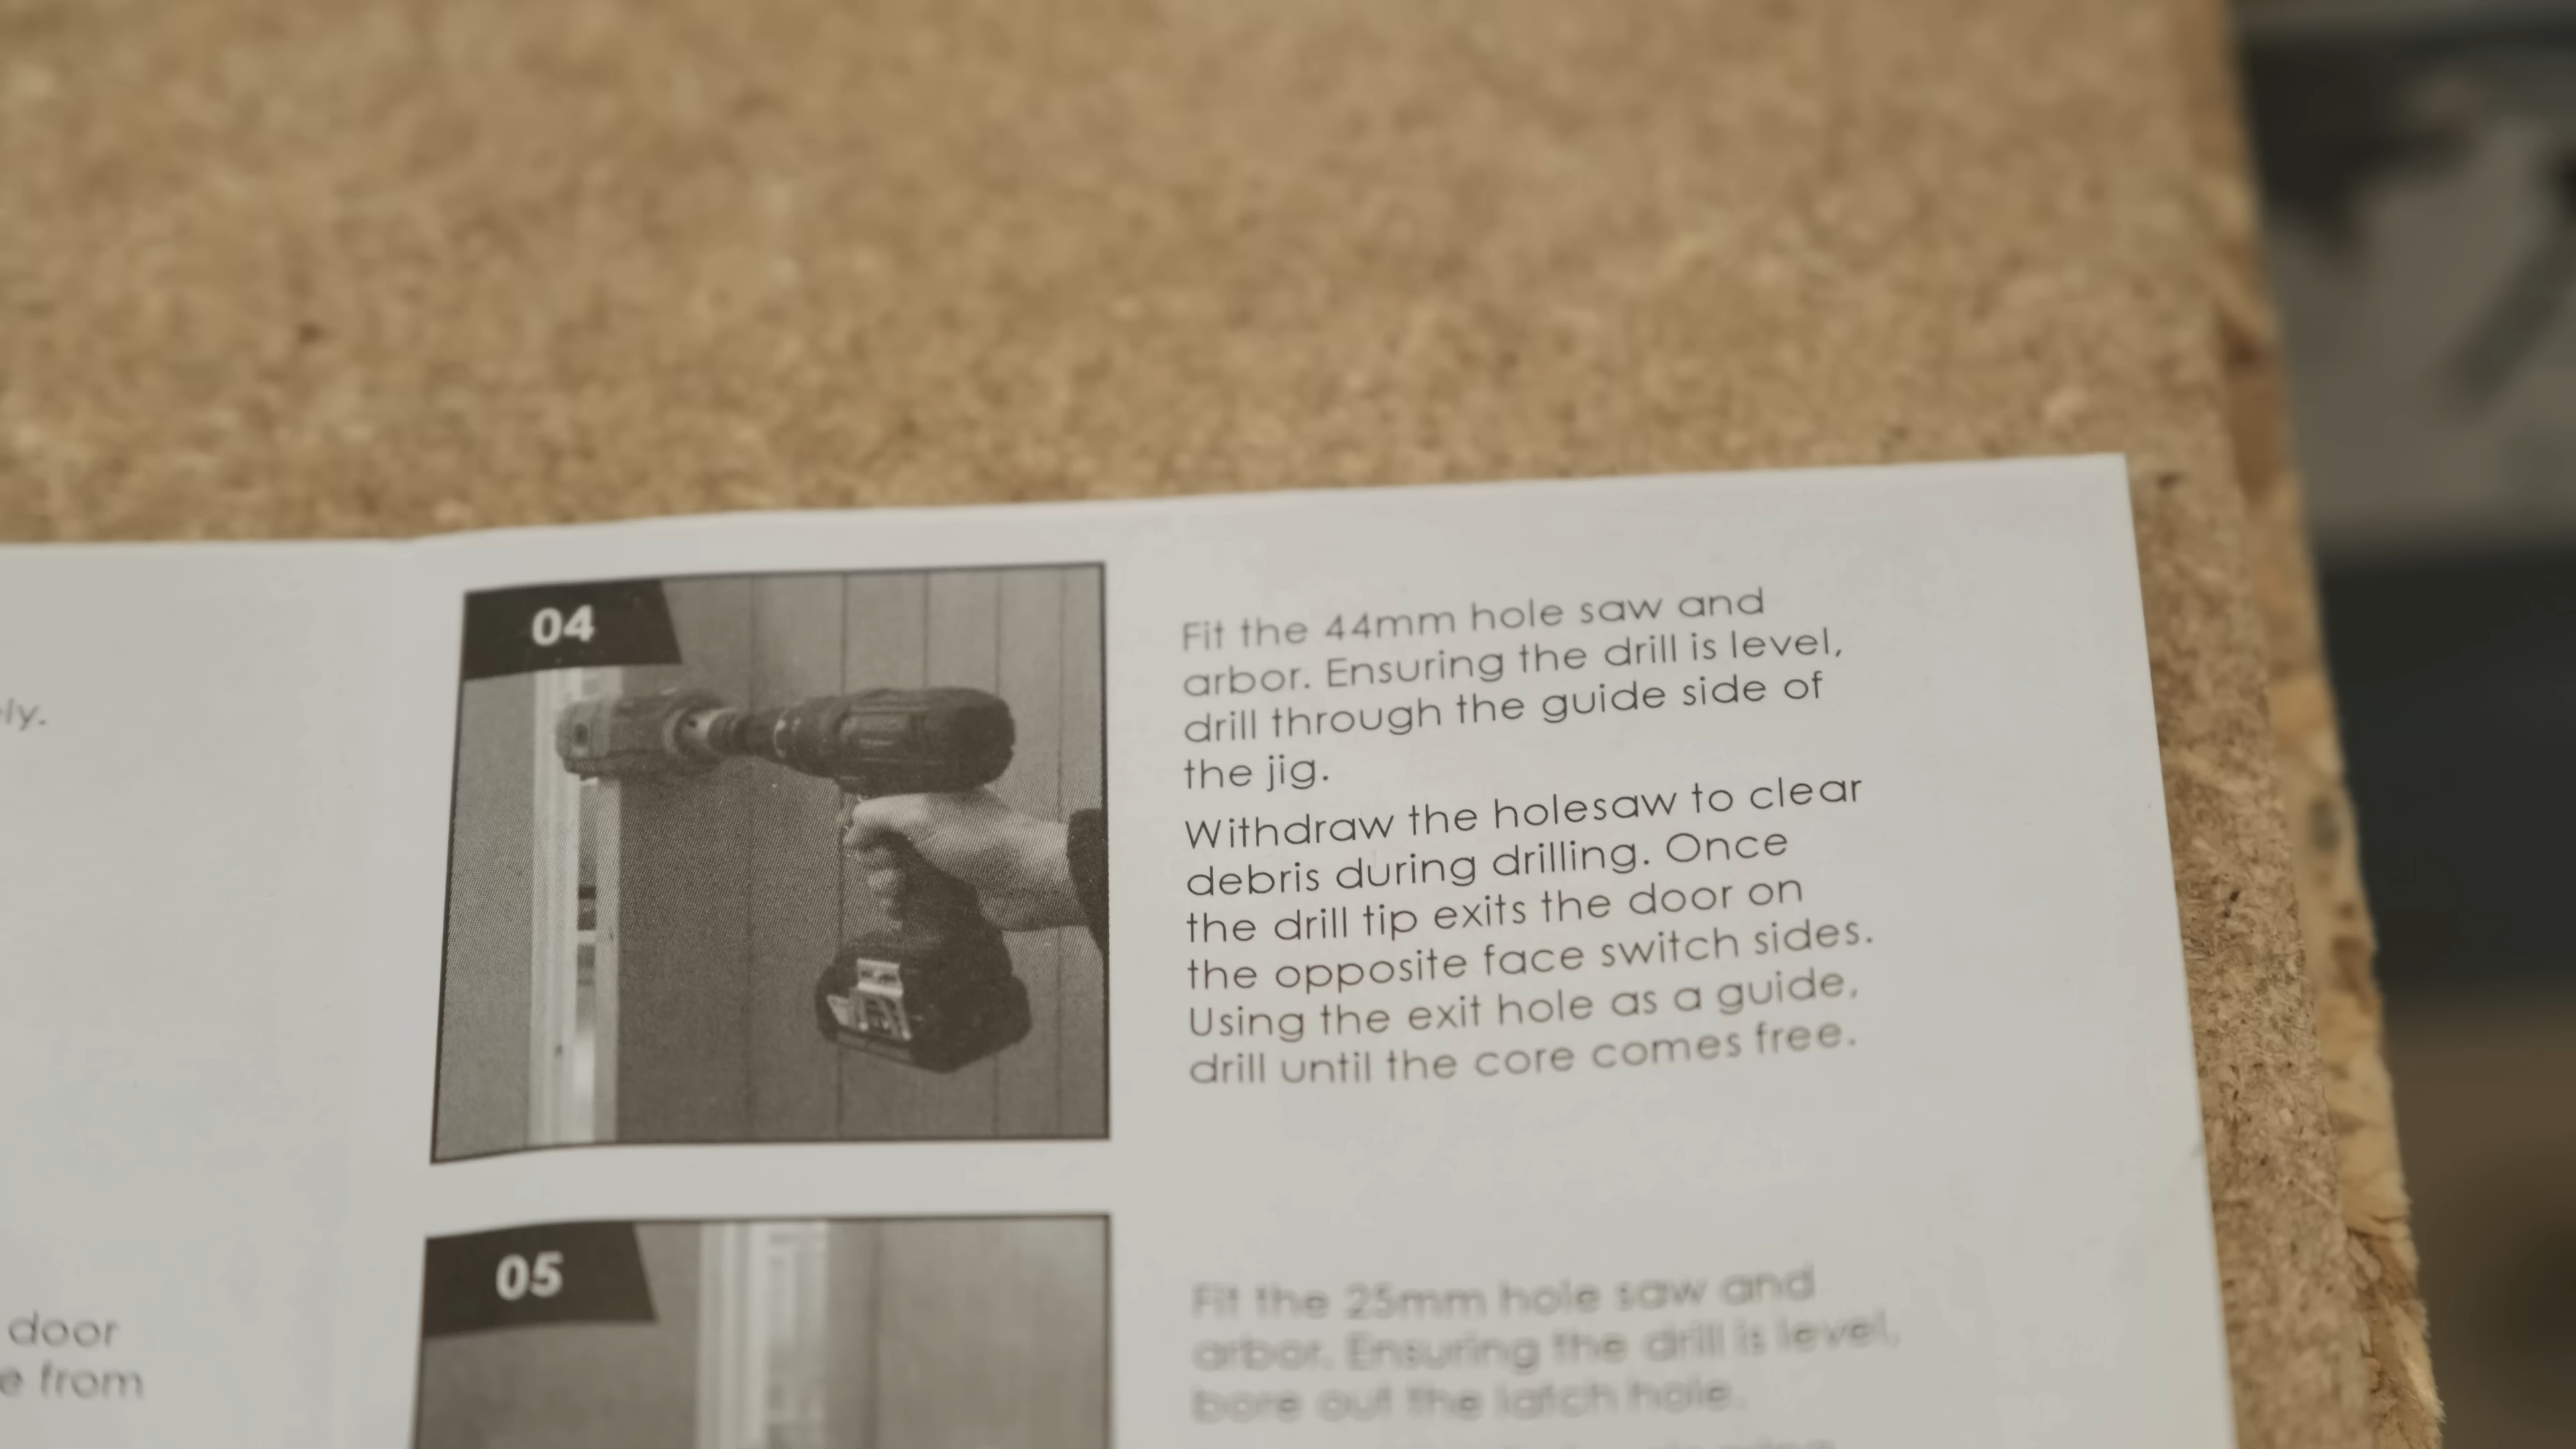 ly.
door
e from
04
Fit the 44mm hole saw and
arbor. Ensuring the drill is level,
drill through the guide side of
the jig.
Withdraw the holesaw to clear
debris during drilling. Once
the drill tip exits the door on
the opposite face switch sides.
Using the exit hole as a guide,
drill until the core comes free.
05
Fit the 25mm hole saw and
arbor. Ensuring the drill is level,
bore out the latch hole.